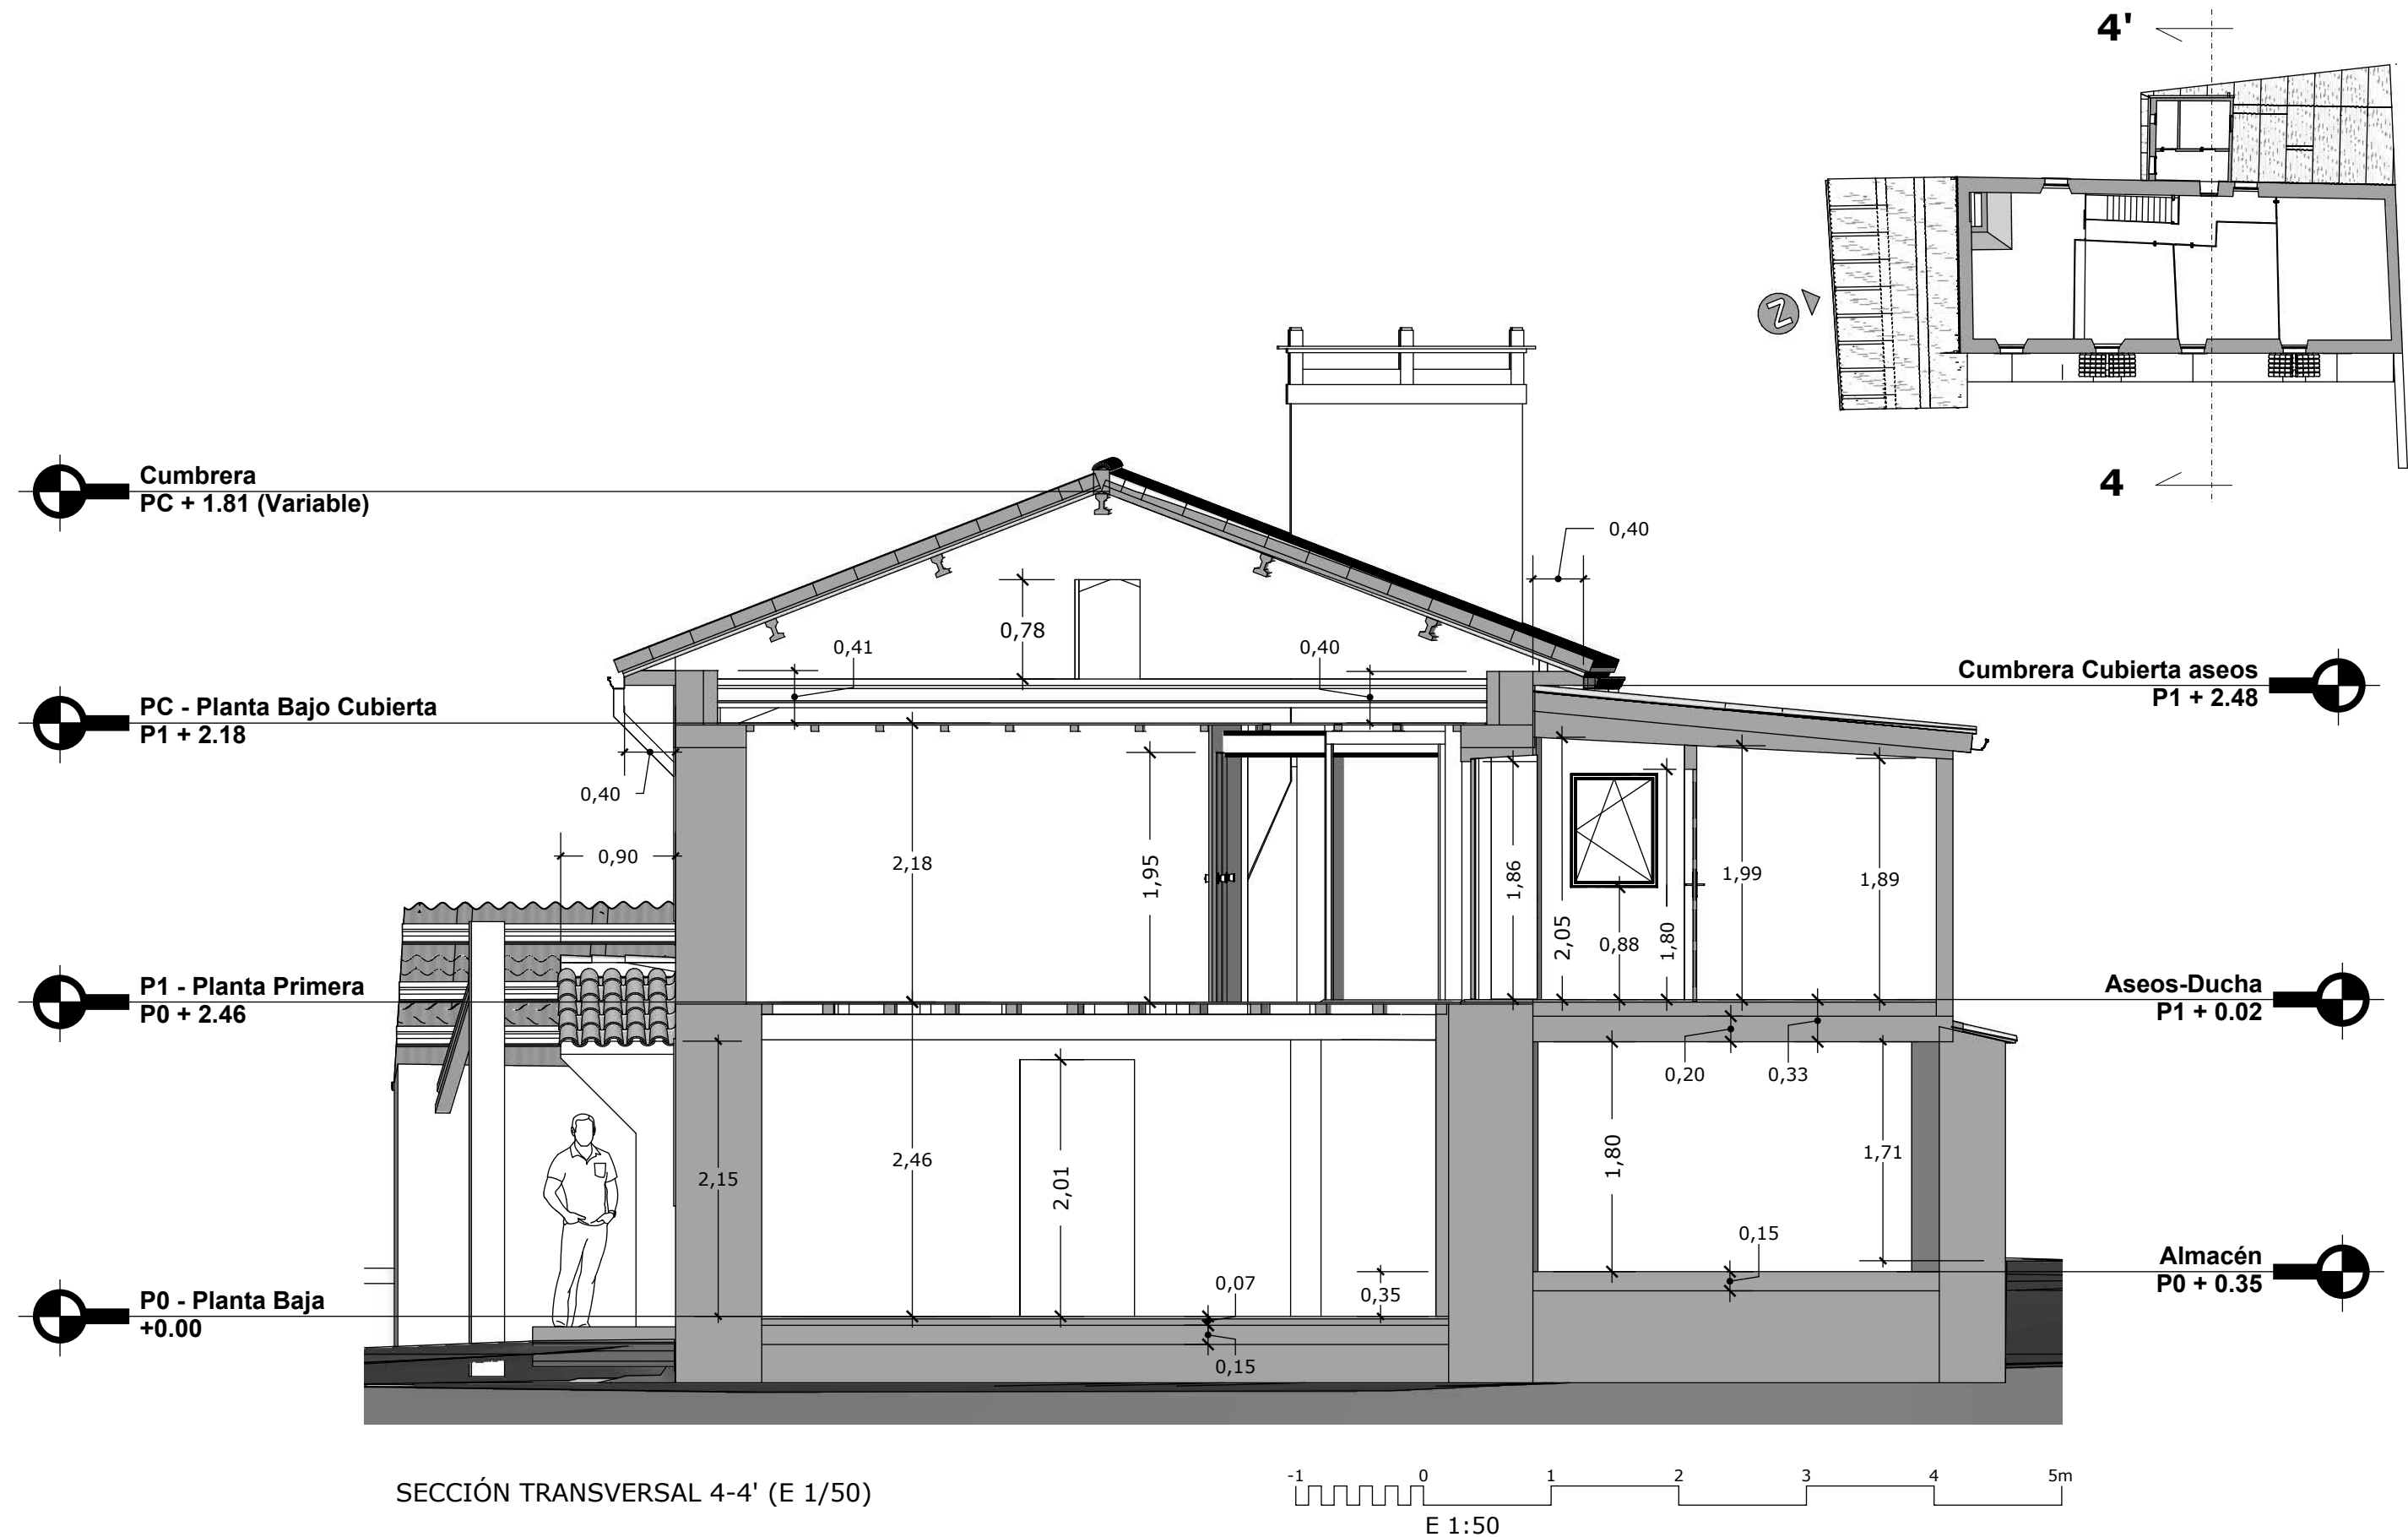 4'
4
N
Cumbrera
PC + 1.81 (Variable)
0,40
0,78
0,41
0,40
Cumbrera Cubierta aseos
P1 + 2.48
PC - Planta Bajo Cubierta
P1 + 2.18
0,40
0,90
2,18
1,95
1,86
2,05
0,88
1,80
1,99
1,89
P1 - Planta Primera
P0 + 2.46
Aseos-Ducha
P1 + 0.02
0,20
0,33
2,15
2,46
2,01
1,80
1,71
0,15
0,07
0,35
Almacén
P0 + 0.35
P0 - Planta Baja
+0.00
0,15
SECCIÓN TRANSVERSAL 4-4' (E 1/50)
-1 0 1 2 3 4 5m
E 1:50